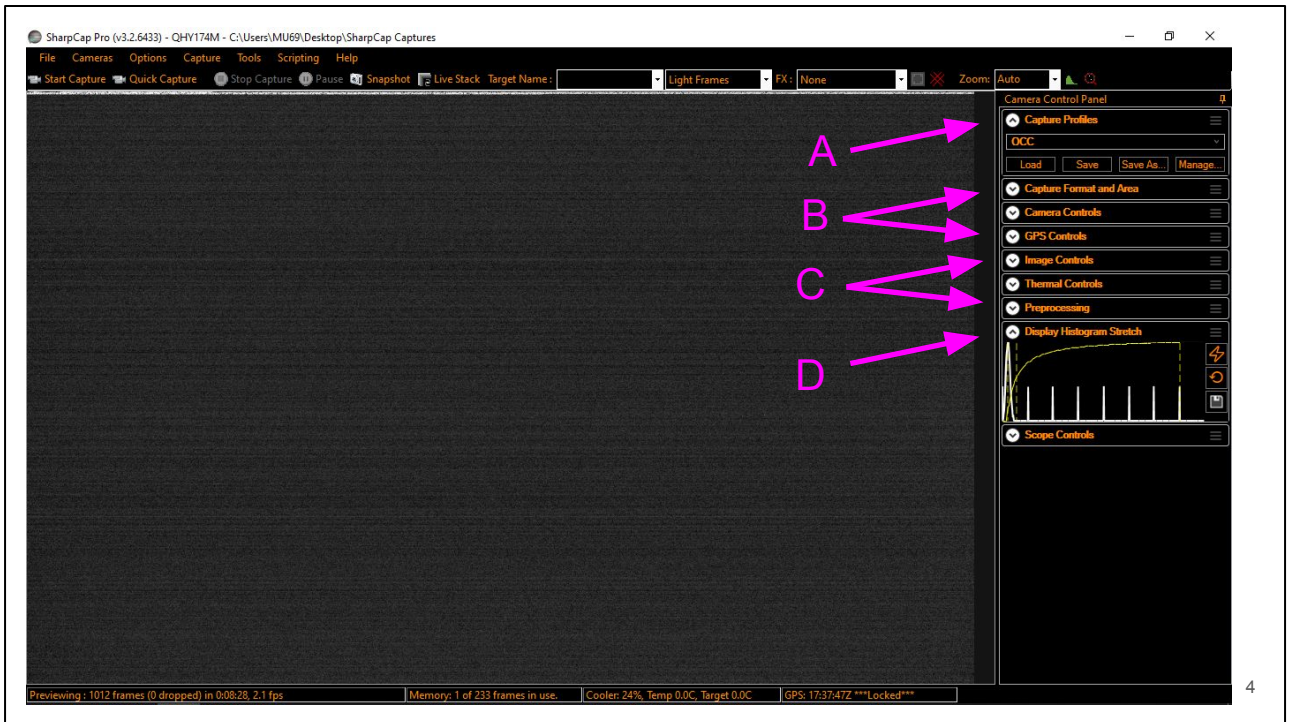 SharpCap Pro (v3.2.6433) - QHY174M - C:\Users\MU69\Desktop\SharpCap Captures
File Cameras Options Capture Tools Scripting Help
Start Capture Quick Capture Stop Capture Pause Snapshot Live Stack Target Name : Light Frames FX : None Zoom: Auto
Camera Control Panel
A
Capture Profiles
OCC
Load Save Save As... Manage...
B
Capture Format and Area
Camera Controls
GPS Controls
C
Image Controls
Thermal Controls
Preprocessing
D
Display Histogram Stretch
Scope Controls
Previewing : 1012 frames (0 dropped) in 0:08:28, 2.1 fps Memory: 1 of 233 frames in use. Cooler: 24%, Temp 0.0C, Target 0.0C GPS: 17:37:47Z ***Locked***
4